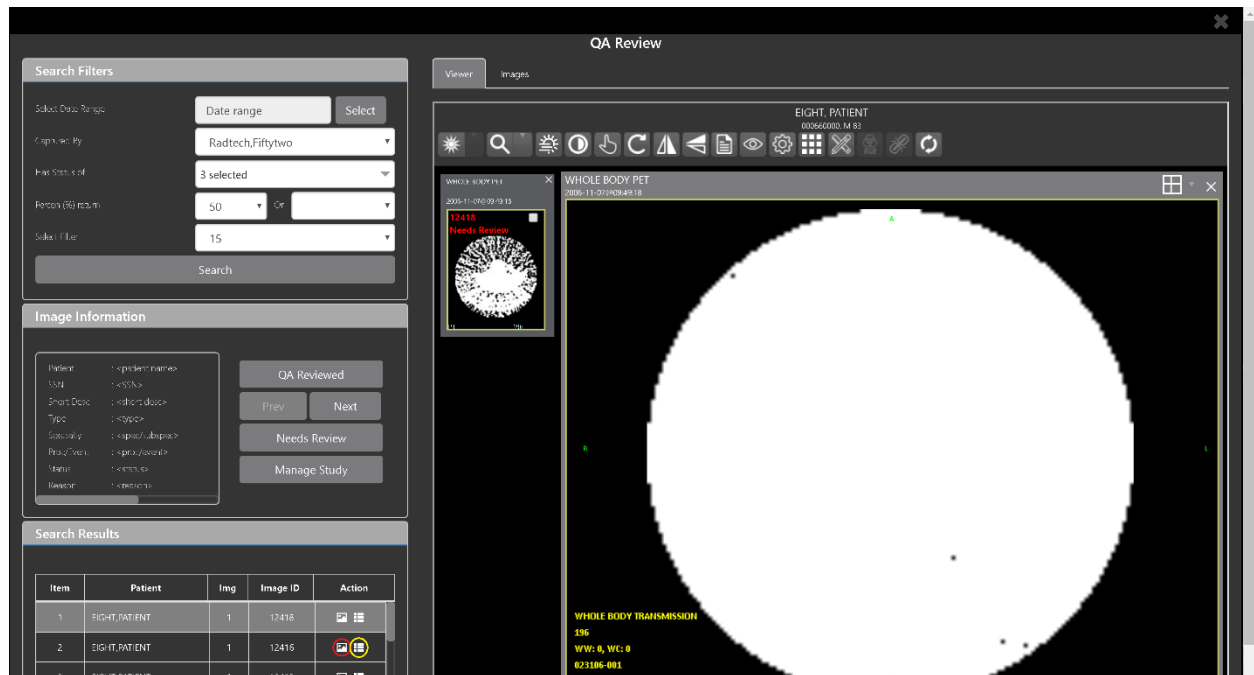 QA Review
Search Filters
Select Date Range
Date range
Select
Captured By
Radtech,Fiftytwo
Has Status of
3 selected
Percen (%) return
50
Or
Select Filter
15
Search
Image Information
Patient : <patient name>
SSN : <SSN>
Short Desc : <short desc>
Type : <type>
Specialty : <spec/subspec>
Proc/Event : <proc/event>
Status : <status>
Reason : <reason>
QA Reviewed
Prev
Next
Needs Review
Manage Study
Search Results
Item Patient Img Image ID Action
1 EIGHT,PATIENT 1 12418
2 EIGHT,PATIENT 1 12416
EIGHT,PATIENT
Viewer
Images
EIGHT, PATIENT
000660000, M 83
WHOLE BODY PET
2006-11-07@09:49:18
12418
Needs Review
WHOLE BODY PET
2006-11-07@09:49:18
A
R
L
WHOLE BODY TRANSMISSION
196
WW: 0, WC: 0
023106-001